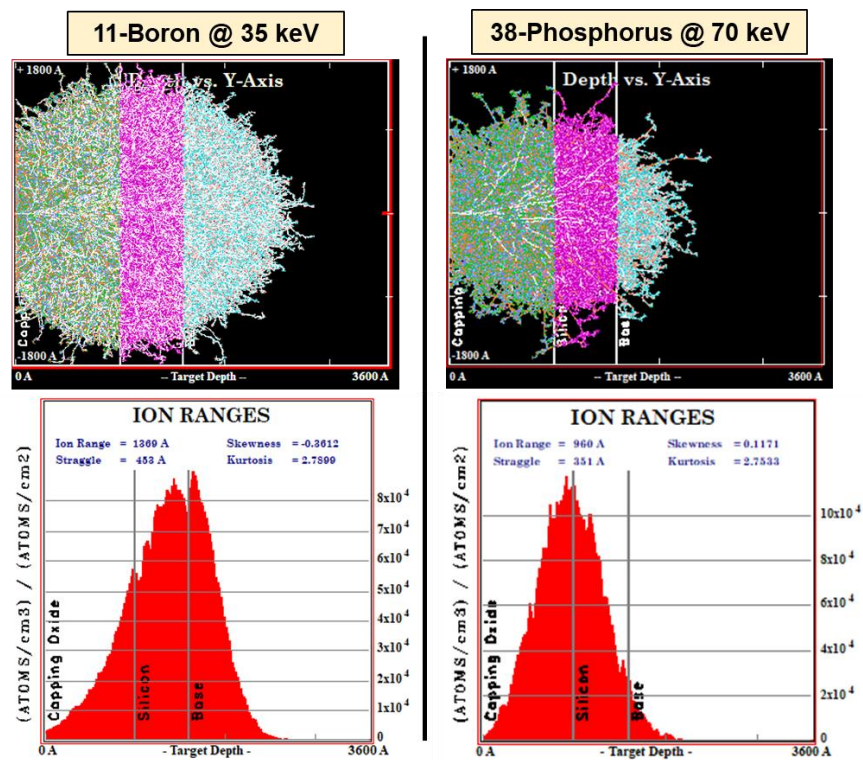 11-Boron @ 35 keV
+ 1800 A
vs. Y-Axis
Capping
-1800 A
0 A
-- Target Depth --
3600 A
ION RANGES
Ion Range = 1369 A
Skewness = -0.3612
Straggle = 453 A
Kurtosis = 2.7899
(ATOMS/cm3) / (ATOMS/cm2)
8x10^4
7x10^4
6x10^4
5x10^4
4x10^4
3x10^4
2x10^4
1x10^4
0
Capping Oxide
Silicon
Base
0 A
- Target Depth -
3600 A
38-Phosphorus @ 70 keV
+ 1800 A
Depth vs. Y-Axis
Capping
Silicon
Base
-1800 A
0 A
-- Target Depth --
3600 A
ION RANGES
Ion Range = 960 A
Skewness = 0.1171
Straggle = 351 A
Kurtosis = 2.7533
(ATOMS/cm3) / (ATOMS/cm2)
10x10^4
8x10^4
6x10^4
4x10^4
2x10^4
0
Capping Oxide
Silicon
Base
0 A
- Target Depth -
3600 A